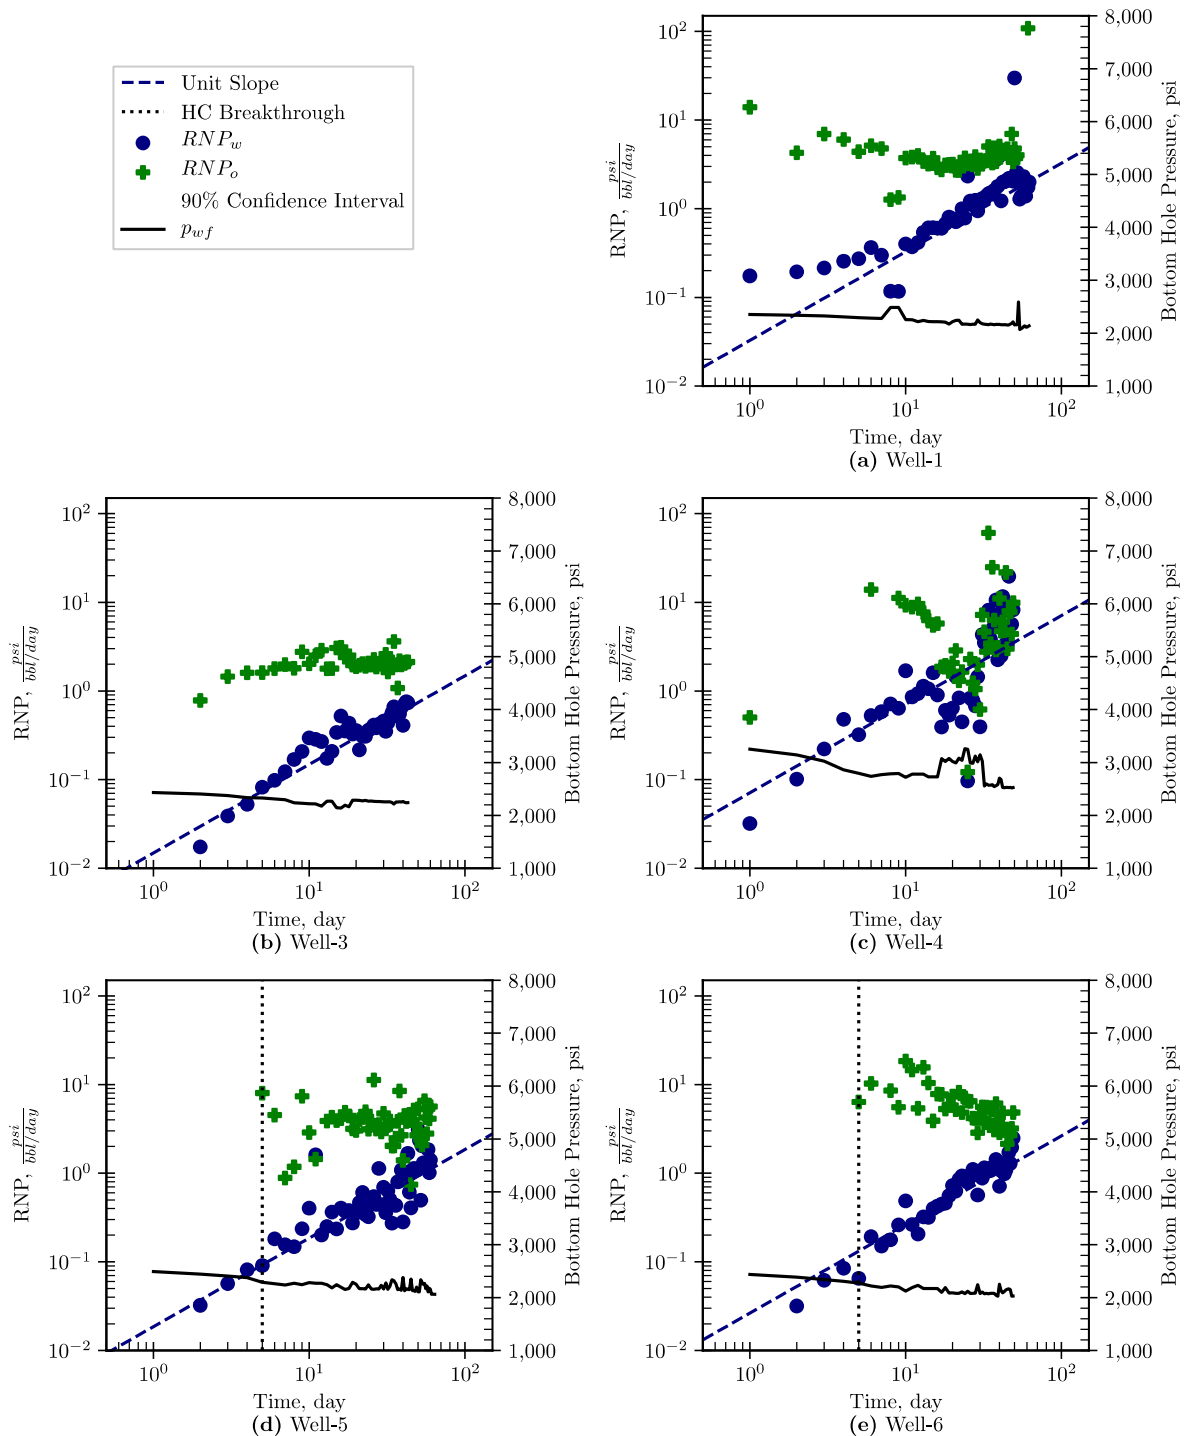 Unit Slope
HC Breakthrough
RNP_w
RNP_o
90% Confidence Interval
p_wf
10^2
10^1
10^0
10^−1
10^−2
RNP, psi/bbl/day
8,000
7,000
6,000
5,000
4,000
3,000
2,000
1,000
Bottom Hole Pressure, psi
10^0 10^1 10^2
Time, day
(a) Well-1
10^2
10^1
10^0
10^−1
10^−2
RNP, psi/bbl/day
8,000
7,000
6,000
5,000
4,000
3,000
2,000
1,000
Bottom Hole Pressure, psi
10^0 10^1 10^2
Time, day
(b) Well-3
10^2
10^1
10^0
10^−1
10^−2
RNP, psi/bbl/day
8,000
7,000
6,000
5,000
4,000
3,000
2,000
1,000
Bottom Hole Pressure, psi
10^0 10^1 10^2
Time, day
(c) Well-4
10^2
10^1
10^0
10^−1
10^−2
RNP, psi/bbl/day
8,000
7,000
6,000
5,000
4,000
3,000
2,000
1,000
Bottom Hole Pressure, psi
10^0 10^1 10^2
Time, day
(d) Well-5
10^2
10^1
10^0
10^−1
10^−2
RNP, psi/bbl/day
8,000
7,000
6,000
5,000
4,000
3,000
2,000
1,000
Bottom Hole Pressure, psi
10^0 10^1 10^2
Time, day
(e) Well-6